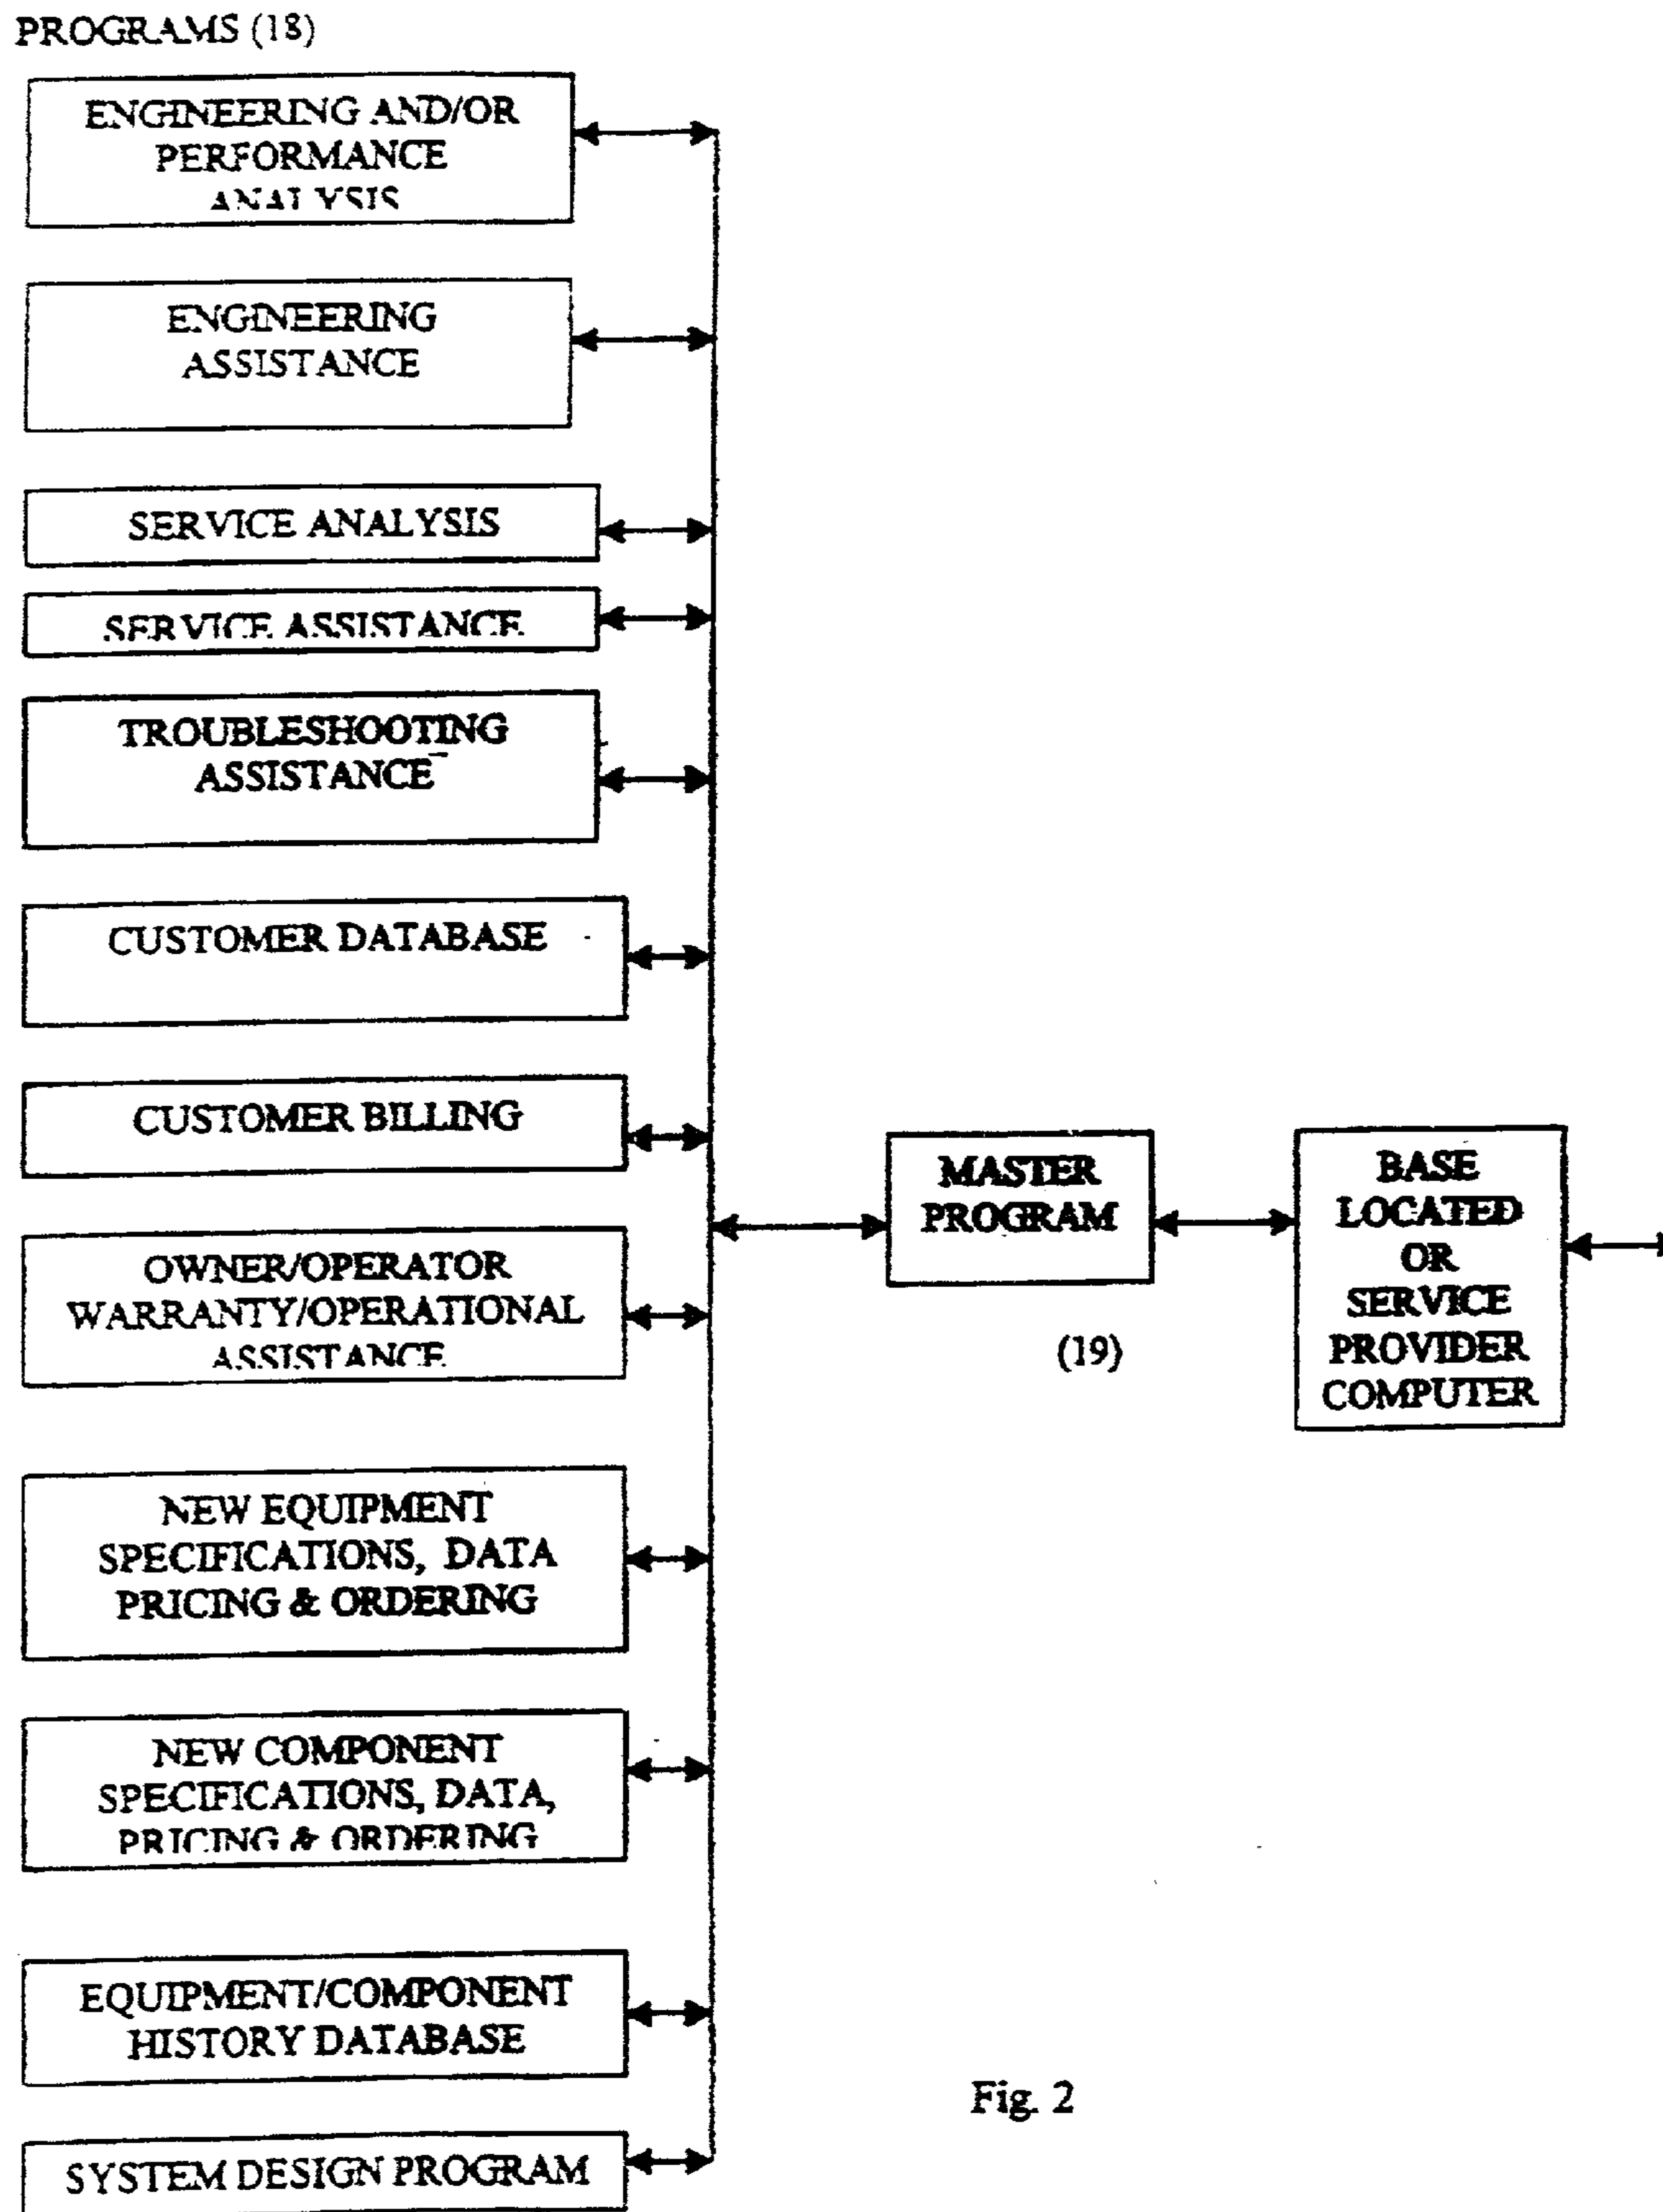 PROGRAMS (18)
ENGINEERING AND/OR
PERFORMANCE
ANALYSIS
ENGINEERING
ASSISTANCE
SERVICE ANALYSIS
SERVICE ASSISTANCE
TROUBLESHOOTING
ASSISTANCE
CUSTOMER DATABASE
CUSTOMER BILLING
OWNER/OPERATOR
WARRANTY/OPERATIONAL
ASSISTANCE
NEW EQUIPMENT
SPECIFICATIONS, DATA
PRICING & ORDERING
NEW COMPONENT
SPECIFICATIONS, DATA,
PRICING & ORDERING
EQUIPMENT/COMPONENT
HISTORY DATABASE
SYSTEM DESIGN PROGRAM
MASTER
PROGRAM
(19)
BASE
LOCATED
OR
SERVICE
PROVIDER
COMPUTER
Fig. 2